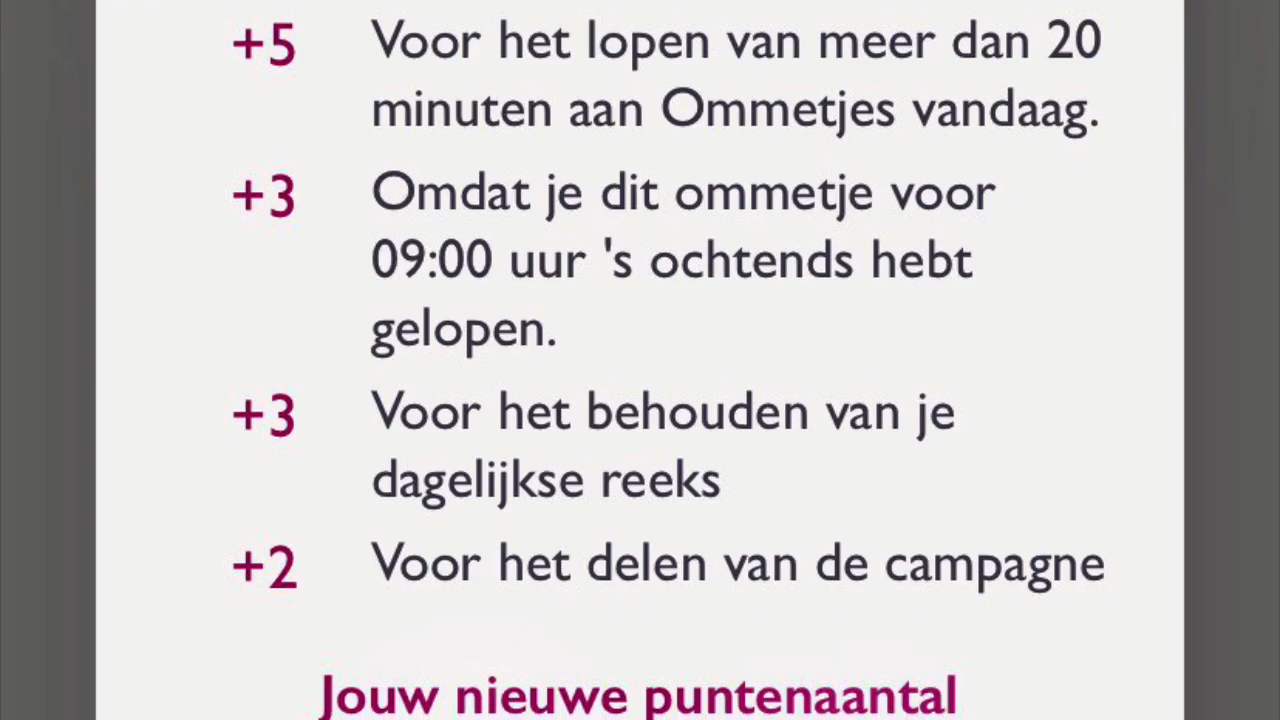 +5 Voor het lopen van meer dan 20
minuten aan Ommetjes vandaag.
+3 Omdat je dit ommetje voor
09:00 uur 's ochtends hebt
gelopen.
+3 Voor het behouden van je
dagelijkse reeks
+2 Voor het delen van de campagne
Jouw nieuwe puntenaantal